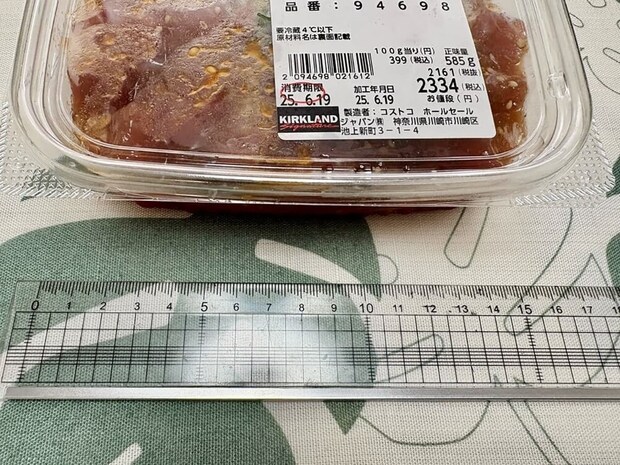 品番: 94698
要冷蔵4℃以下
原材料名は裏面記載
100g当り(円) 正味量
399 (税込) 585g
2 094698 021612
2161 (税抜)
消費期限 加工年月日 2334 (税込)
25. 6.19 25. 6.19 お値段 (円)
KIRKLAND Signature
製造者: コストコ ホールセール
ジャパン㈱ 神奈川県川崎市川崎区
池上新町3-1-4
0 1 2 3 4 5 6 7 8 9 10 11 12 13 14 15 16 17